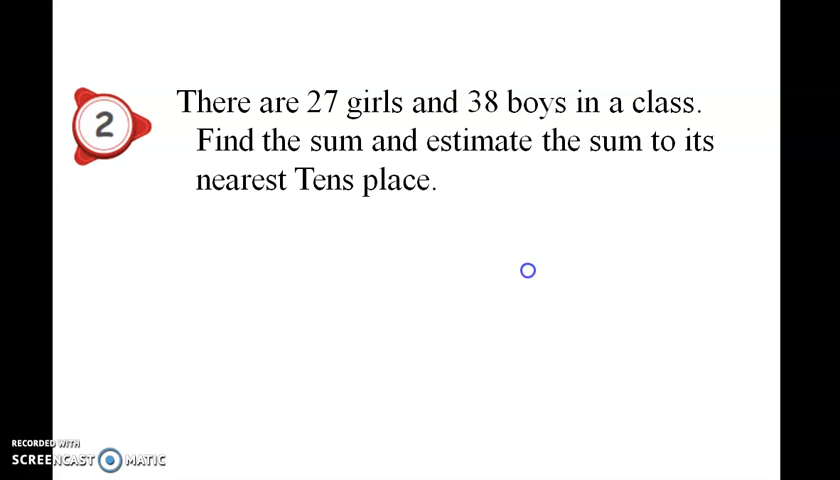 2
There are 27 girls and 38 boys in a class.
Find the sum and estimate the sum to its
nearest Tens place.
RECORDED WITH
SCREENCAST MATIC